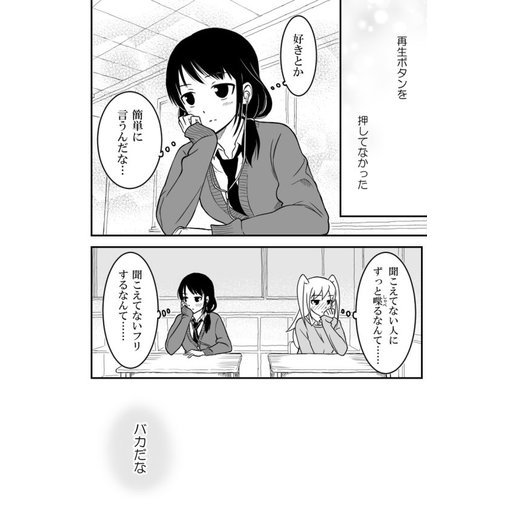 再生ボタンを
押してなかった
好きとか
簡単に
言うんだな…
聞こえてない人に
ずっと喋るなんて……
聞こえてないフリ
するなんて……
バカだな